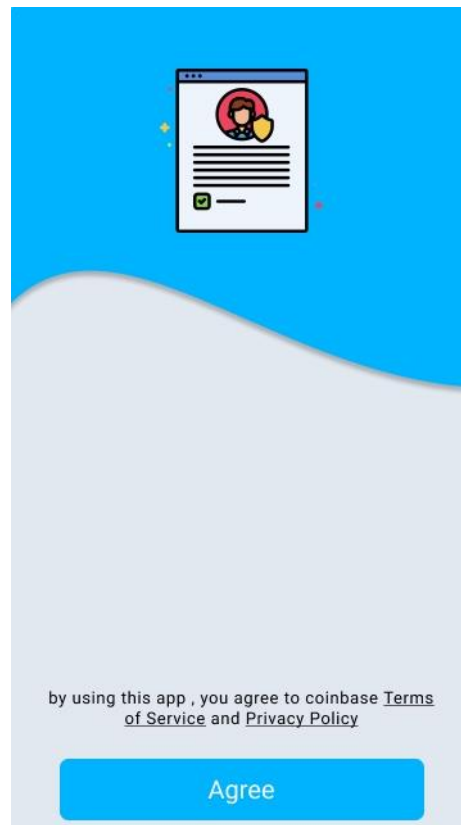 by using this app , you agree to coinbase Terms
of Service and Privacy Policy
Agree